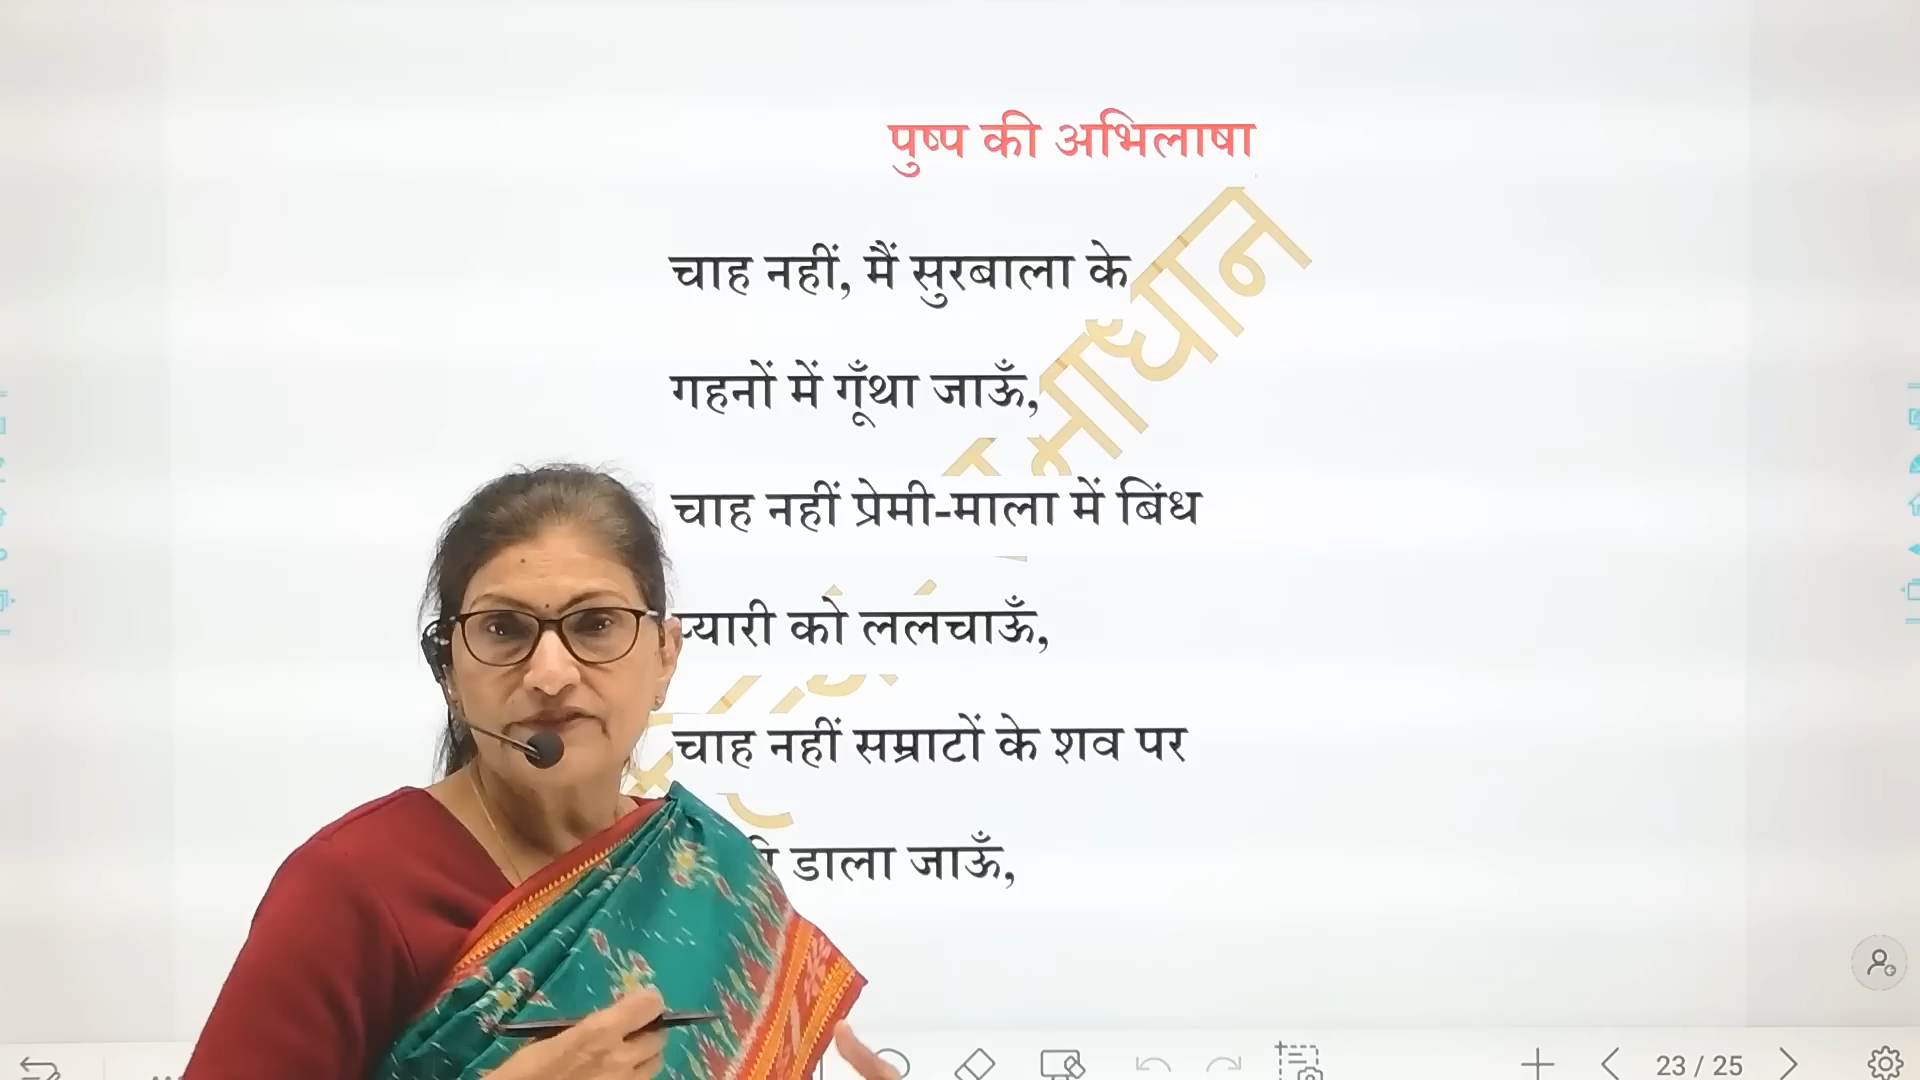 पुष्प की अभिलाषा
चाह नहीं, मैं सुरबाला के
गहनों में गूँथा जाऊँ,
चाह नहीं प्रेमी-माला में बिंध
प्यारी को ललचाऊँ,
चाह नहीं सम्राटों के शव पर
डाला जाऊँ,
23 / 25